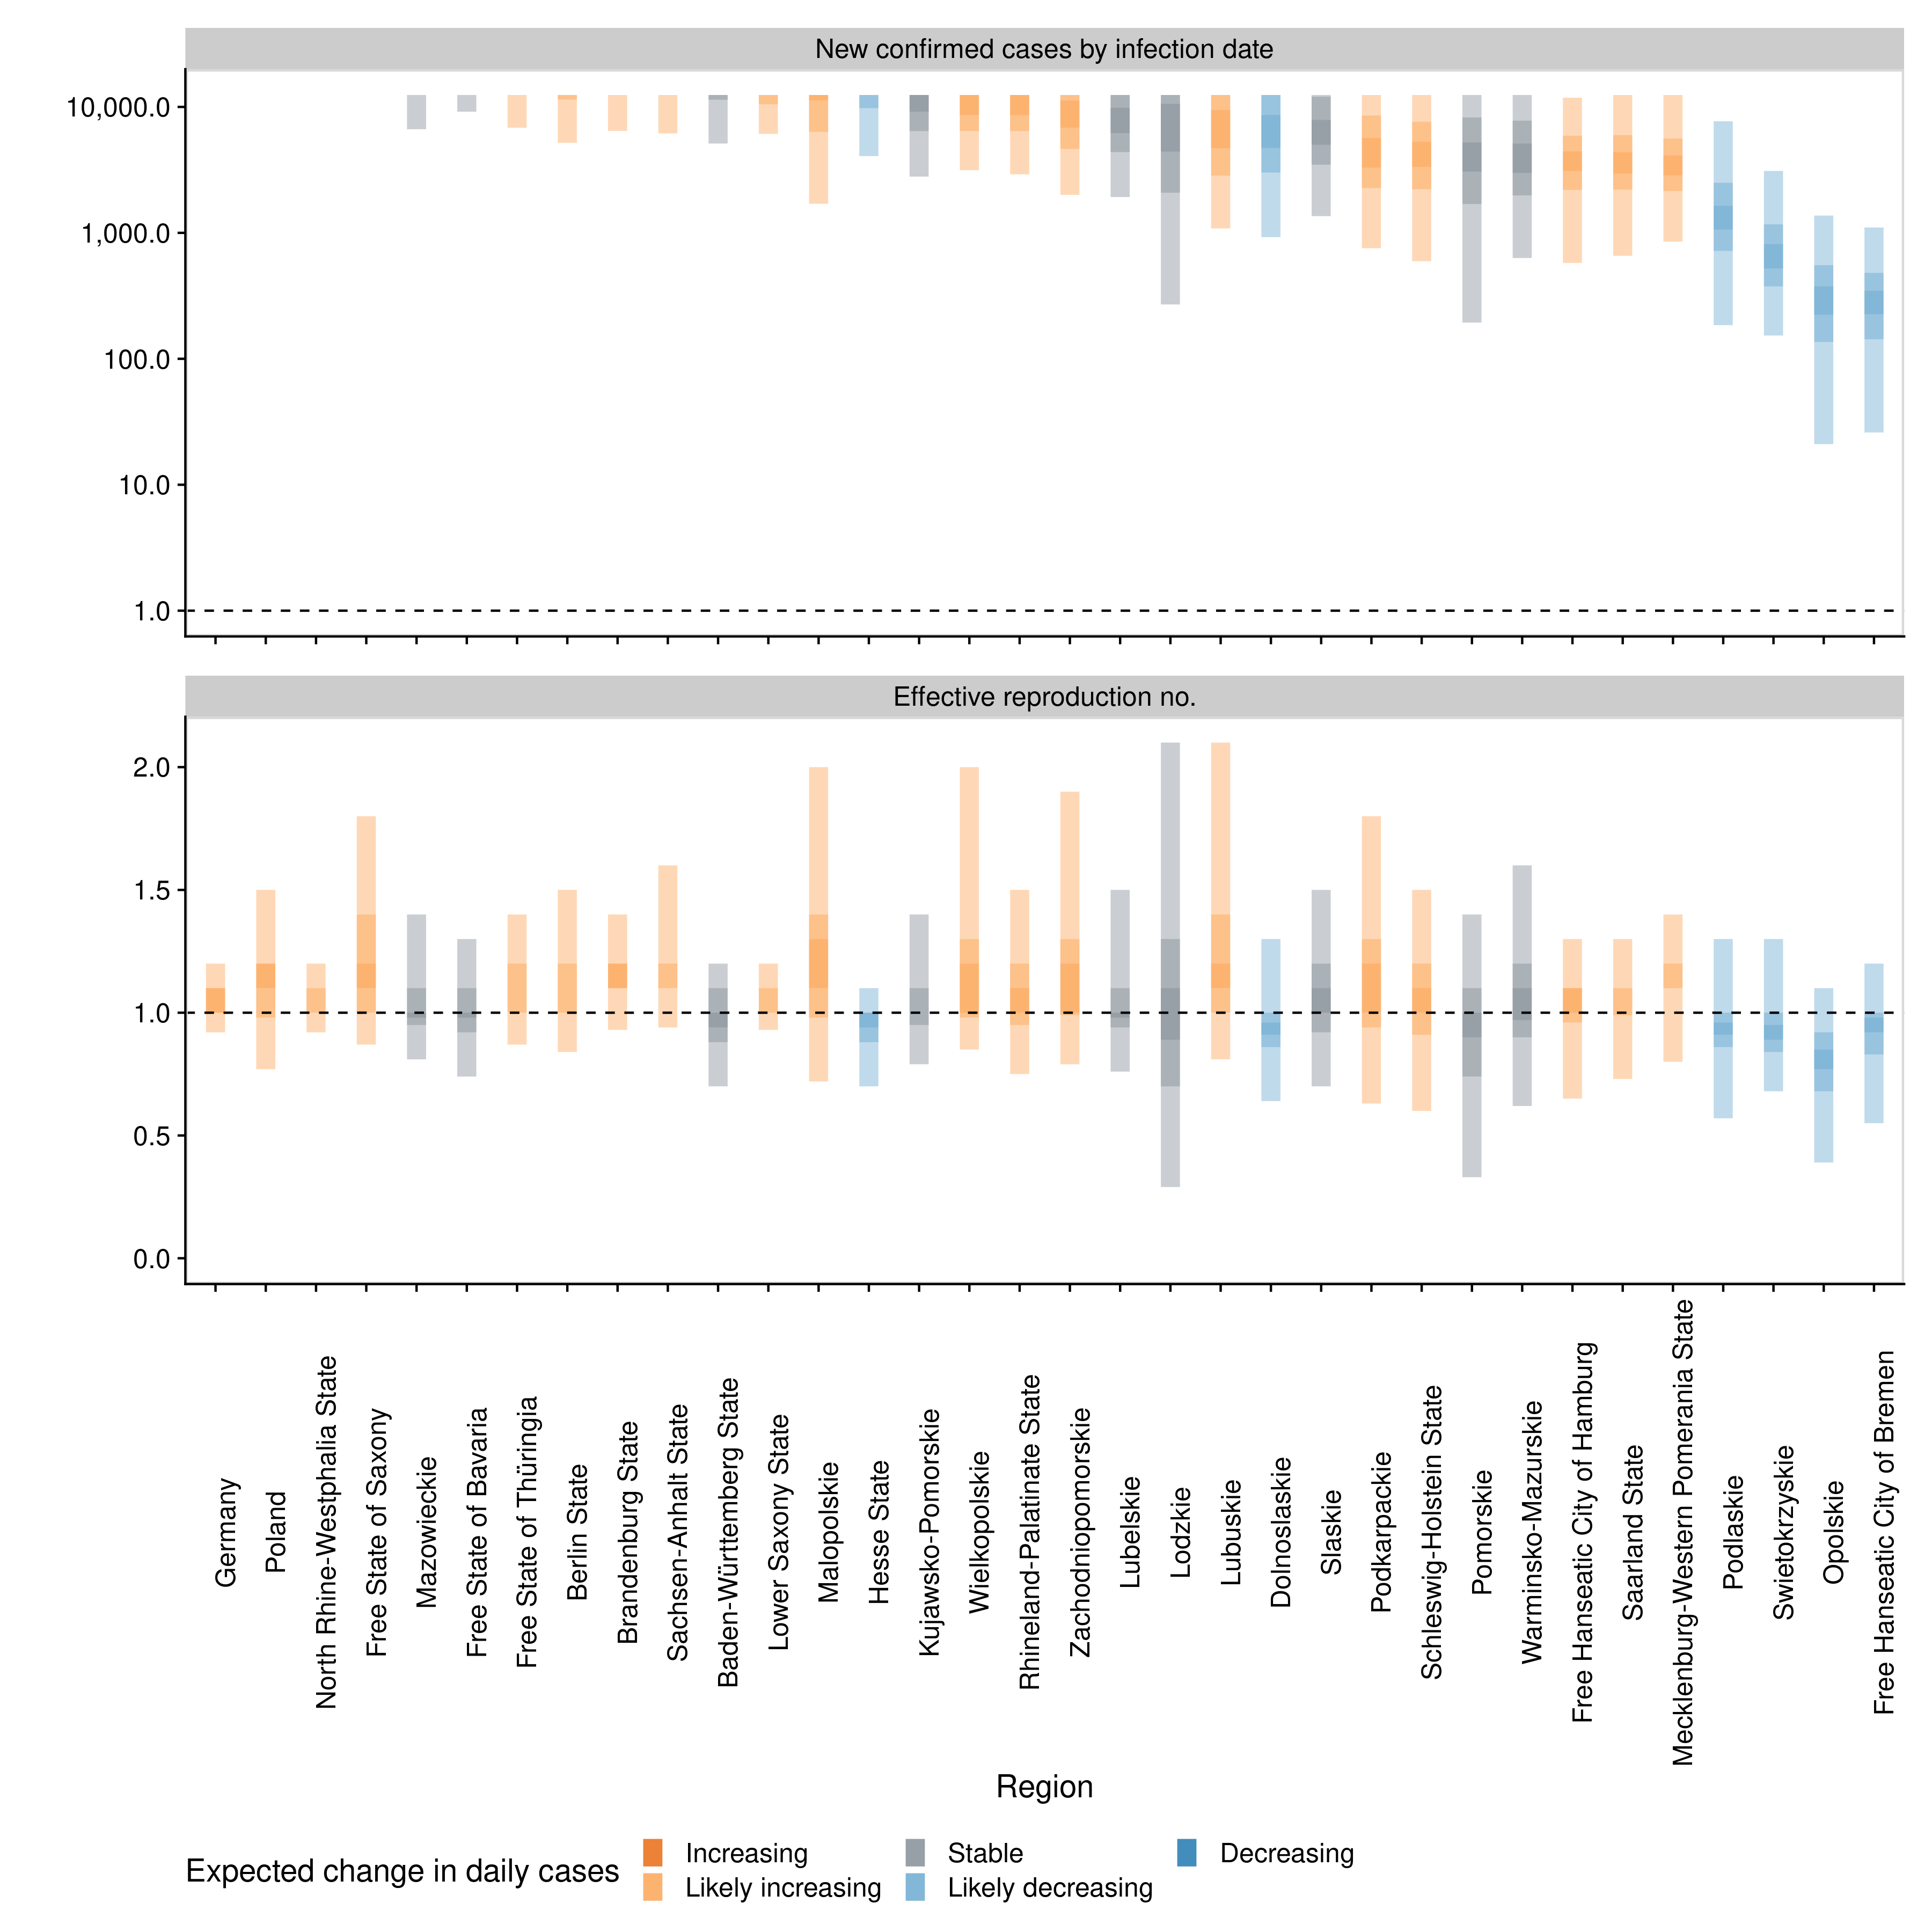 New confirmed cases by infection date
10,000.0
1,000.0
100.0
10.0
1.0
Effective reproduction no.
2.0
1.5
1.0
0.5
0.0
Germany
Poland
North Rhine-Westphalia State
Free State of Saxony
Mazowieckie
Free State of Bavaria
Free State of Thüringia
Berlin State
Brandenburg State
Sachsen-Anhalt State
Baden-Württemberg State
Lower Saxony State
Malopolskie
Hesse State
Kujawsko-Pomorskie
Wielkopolskie
Rhineland-Palatinate State
Zachodniopomorskie
Lubelskie
Lodzkie
Lubuskie
Dolnoslaskie
Slaskie
Podkarpackie
Schleswig-Holstein State
Pomorskie
Warminsko-Mazurskie
Free Hanseatic City of Hamburg
Saarland State
Mecklenburg-Western Pomerania State
Podlaskie
Swietokrzyskie
Opolskie
Free Hanseatic City of Bremen
Region
Expected change in daily cases
Increasing
Likely increasing
Stable
Likely decreasing
Decreasing